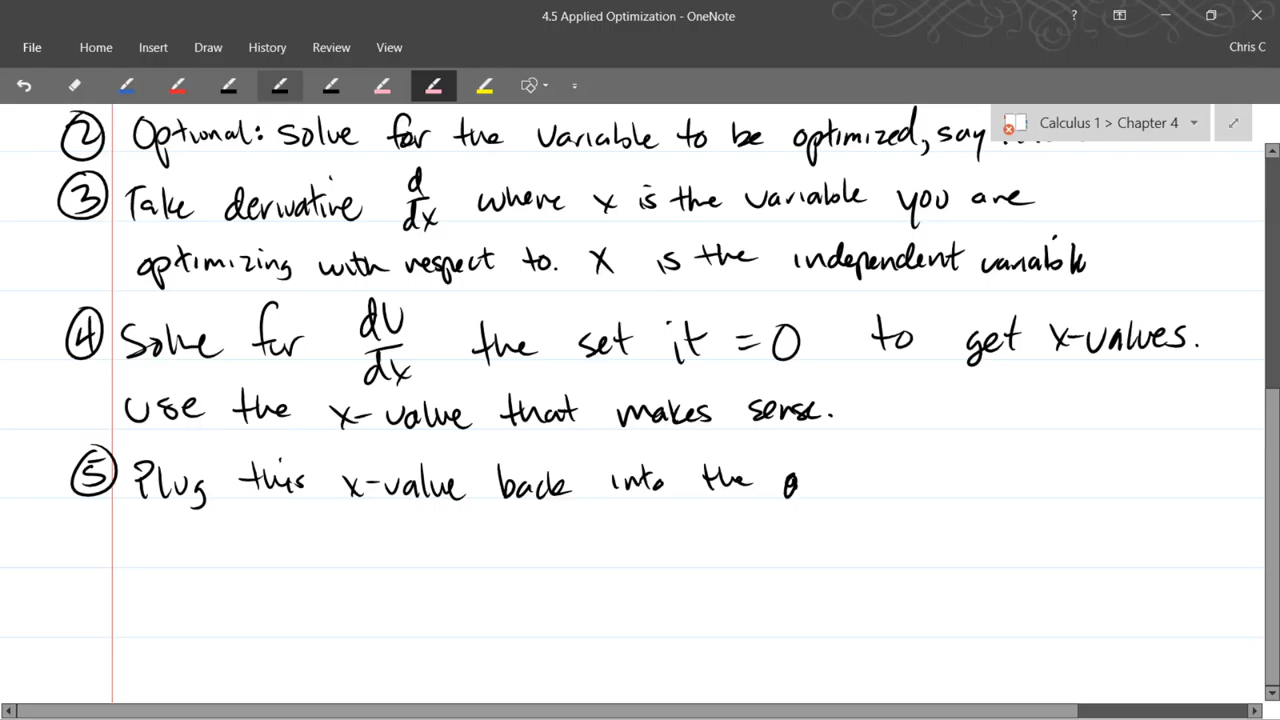 4.5 Applied Optimization - OneNote
?
File Home Insert Draw History Review View
Chris C
Calculus 1 > Chapter 4
② Optional: Solve for the variable to be optimized, say
③ Take derivative d/dx where x is the variable you are
optimizing with respect to. X is the independent variable
④ Solve for dU/dx the set it = 0 to get x-values.
Use the x-value that makes sense.
⑤ Plug this x-value back into the